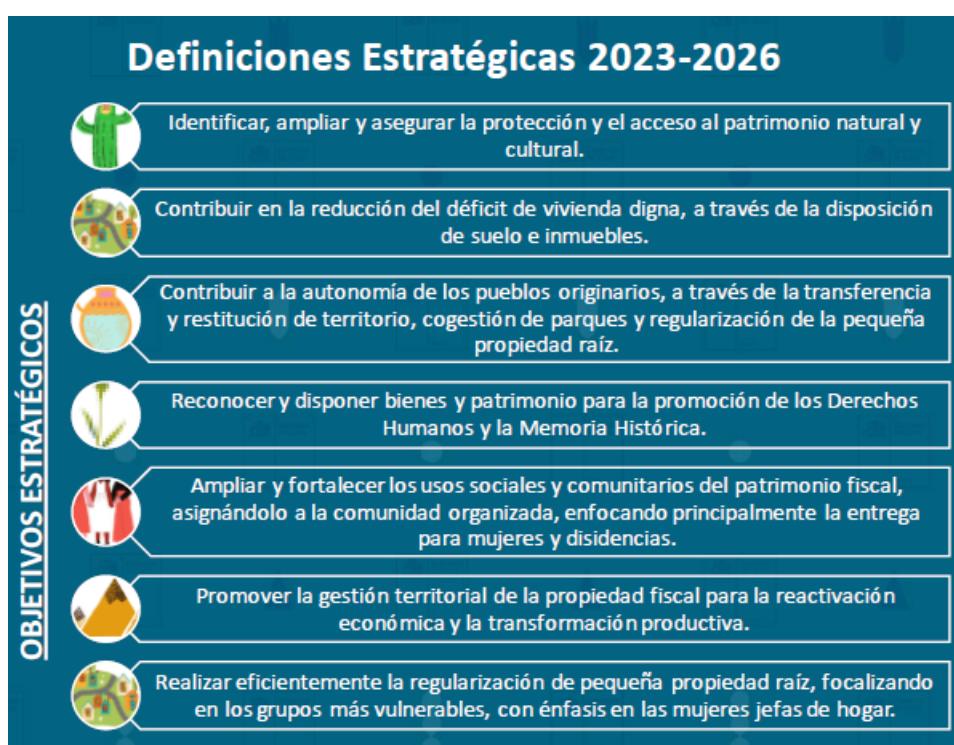 Definiciones Estratégicas 2023-2026
OBJETIVOS ESTRATÉGICOS
Identificar, ampliar y asegurar la protección y el acceso al patrimonio natural y
cultural.
Contribuir en la reducción del déficit de vivienda digna, a través de la disposición
de suelo e inmuebles.
Contribuir a la autonomía de los pueblos originarios, a través de la transferencia
y restitución de territorio, cogestión de parques y regularización de la pequeña
propiedad raíz.
Reconocer y disponer bienes y patrimonio para la promoción de los Derechos
Humanos y la Memoria Histórica.
Ampliar y fortalecer los usos sociales y comunitarios del patrimonio fiscal,
asignándolo a la comunidad organizada, enfocando principalmente la entrega
para mujeres y disidencias.
Promover la gestión territorial de la propiedad fiscal para la reactivación
económica y la transformación productiva.
Realizar eficientemente la regularización de pequeña propiedad raíz, focalizando
en los grupos más vulnerables, con énfasis en las mujeres jefas de hogar.